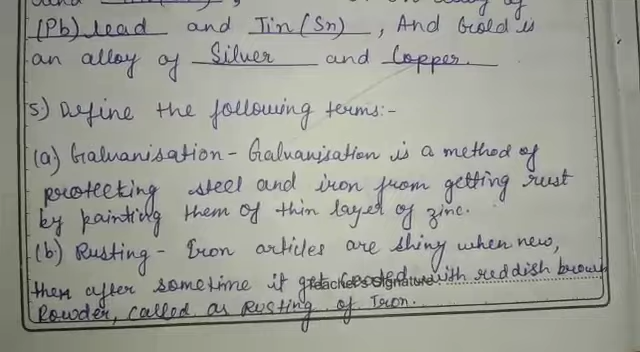 (Pb) lead and Tin (Sn), And Gold is
an alloy of Silver and Copper.
5) Define the following terms:-
(a) Galvanisation - Galvanisation is a method of
protecting steel and iron from getting rust
by painting them of thin layer of zinc.
(b) Rusting - Iron articles are shiny when new,
then after sometime it get coated with reddish brown
Powder, called as Rusting of Iron.
Teacher's Signature